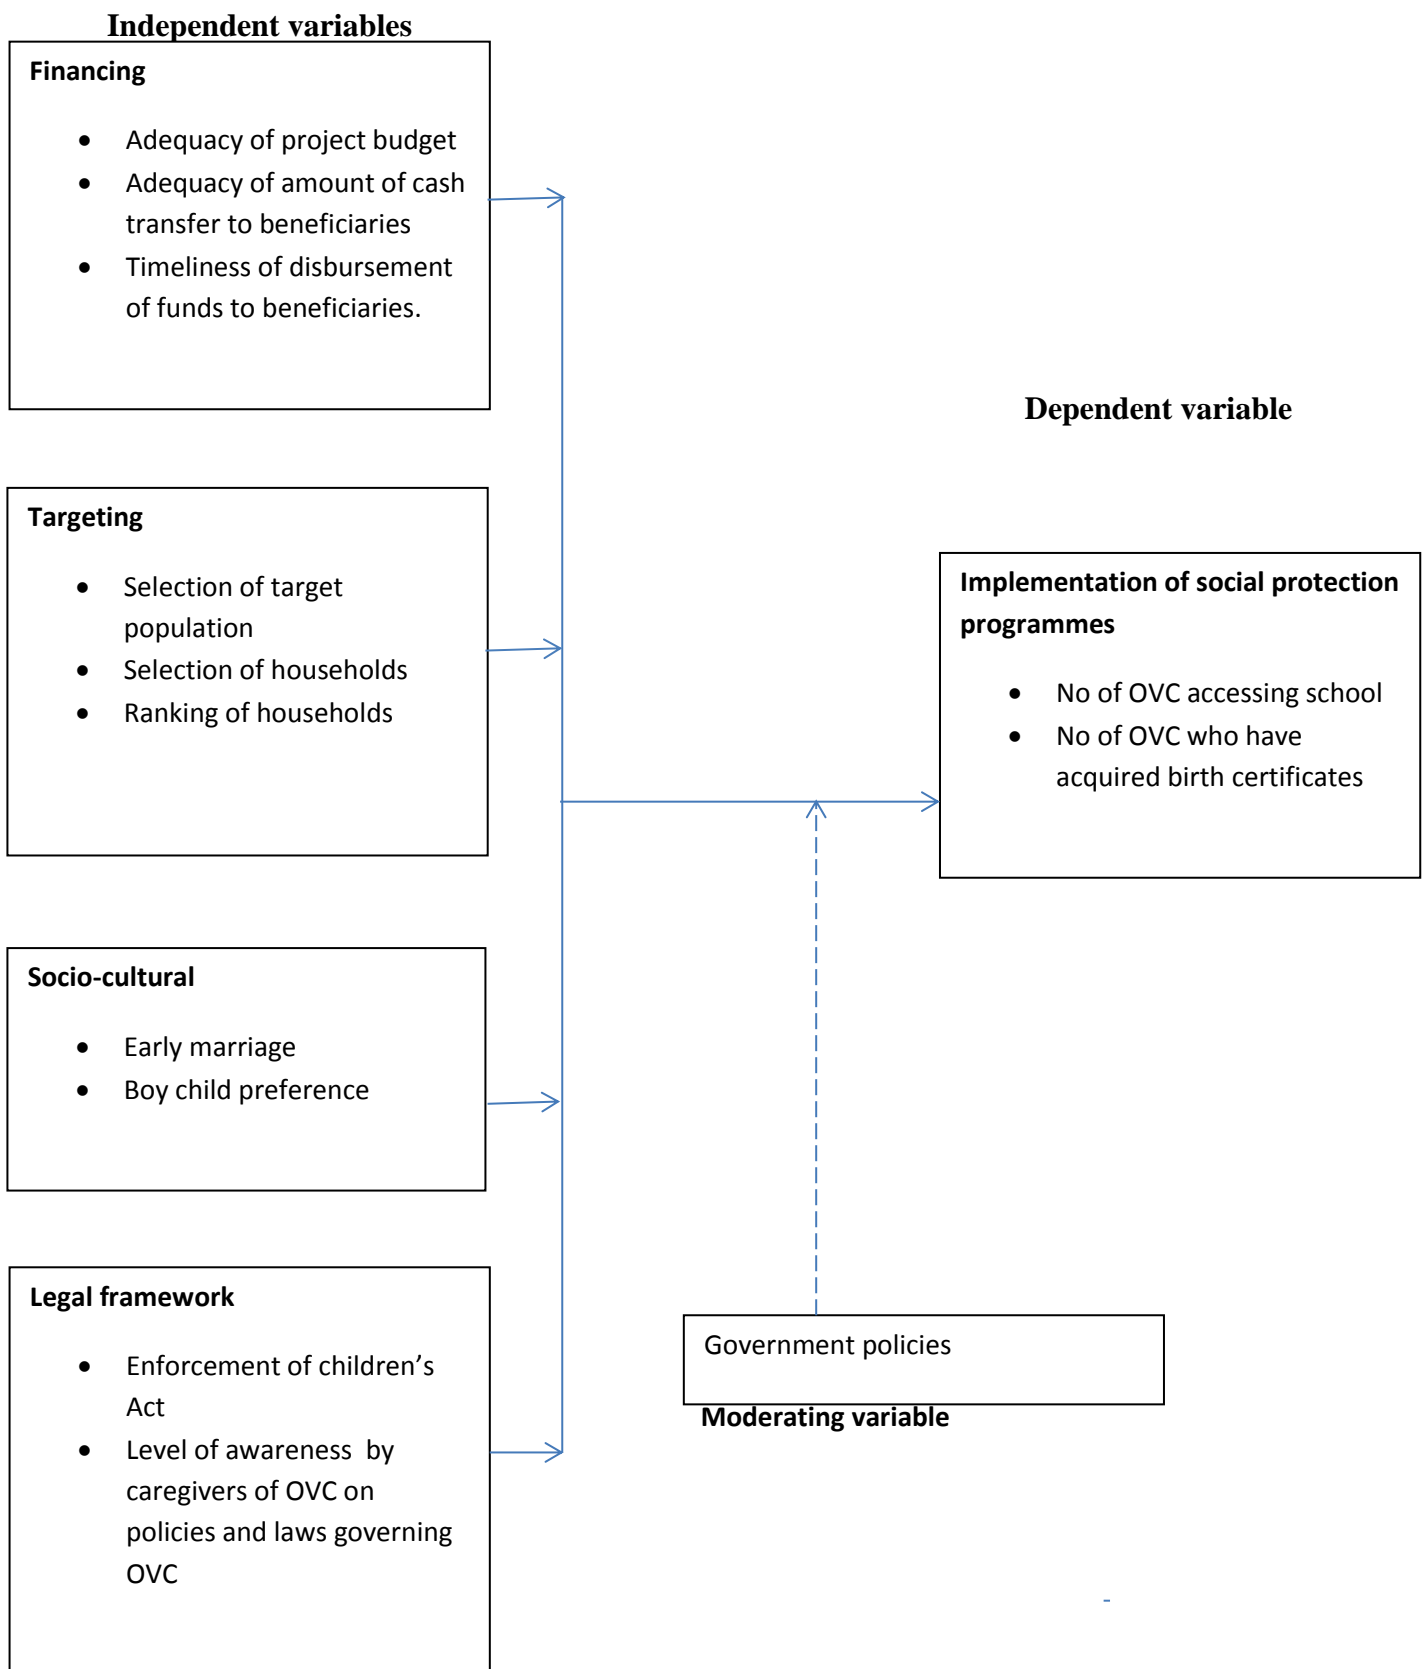 Independent variables
Financing
• Adequacy of project budget
• Adequacy of amount of cash
transfer to beneficiaries
• Timeliness of disbursement
of funds to beneficiaries.
Targeting
• Selection of target
population
• Selection of households
• Ranking of households
Socio-cultural
• Early marriage
• Boy child preference
Legal framework
• Enforcement of children’s
Act
• Level of awareness  by
caregivers of OVC on
policies and laws governing
OVC
Dependent variable
Implementation of social protection
programmes
• No of OVC accessing school
• No of OVC who have
acquired birth certificates
Government policies
Moderating variable